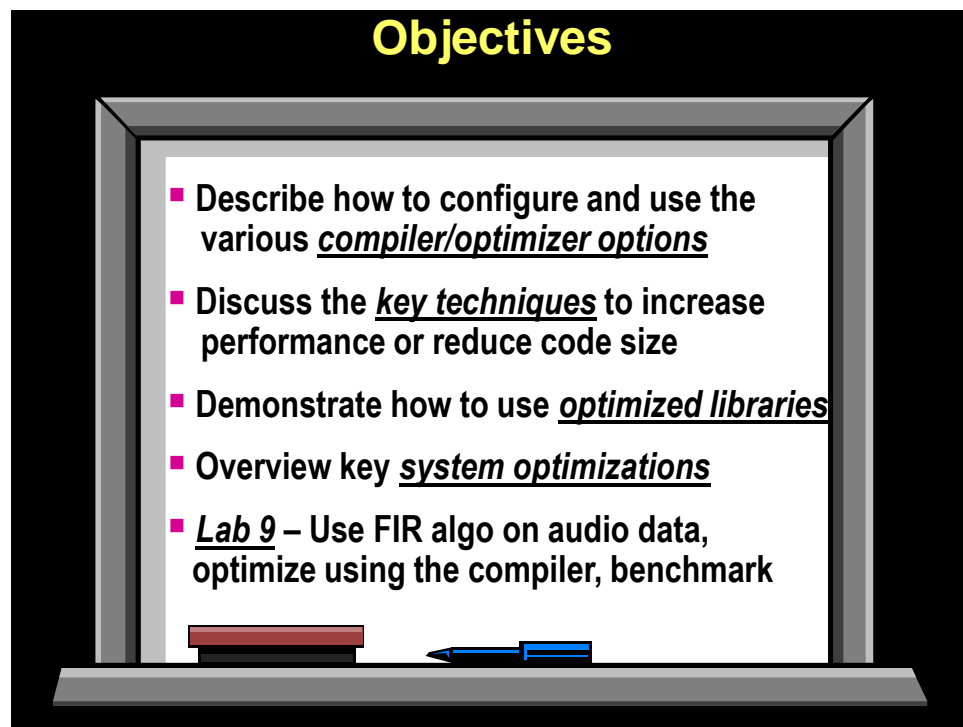 Objectives
▪ Describe how to configure and use the
various compiler/optimizer options
▪ Discuss the key techniques to increase
performance or reduce code size
▪ Demonstrate how to use optimized libraries
▪ Overview key system optimizations
▪ Lab 9 – Use FIR algo on audio data,
optimize using the compiler, benchmark